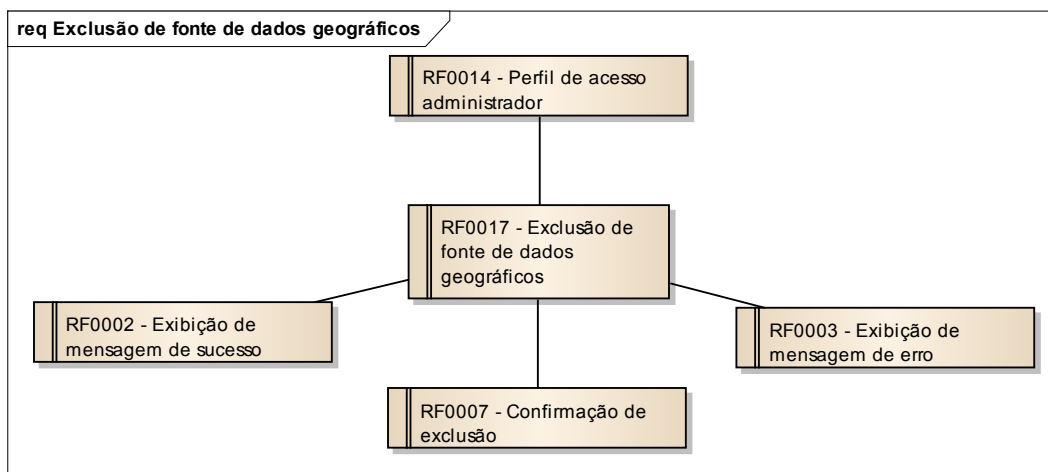 req Exclusão de fonte de dados geográficos
RF0014 - Perfil de acesso
administrador
RF0017 - Exclusão de
fonte de dados
geográficos
RF0002 - Exibição de
mensagem de sucesso
RF0003 - Exibição de
mensagem de erro
RF0007 - Confirmação de
exclusão